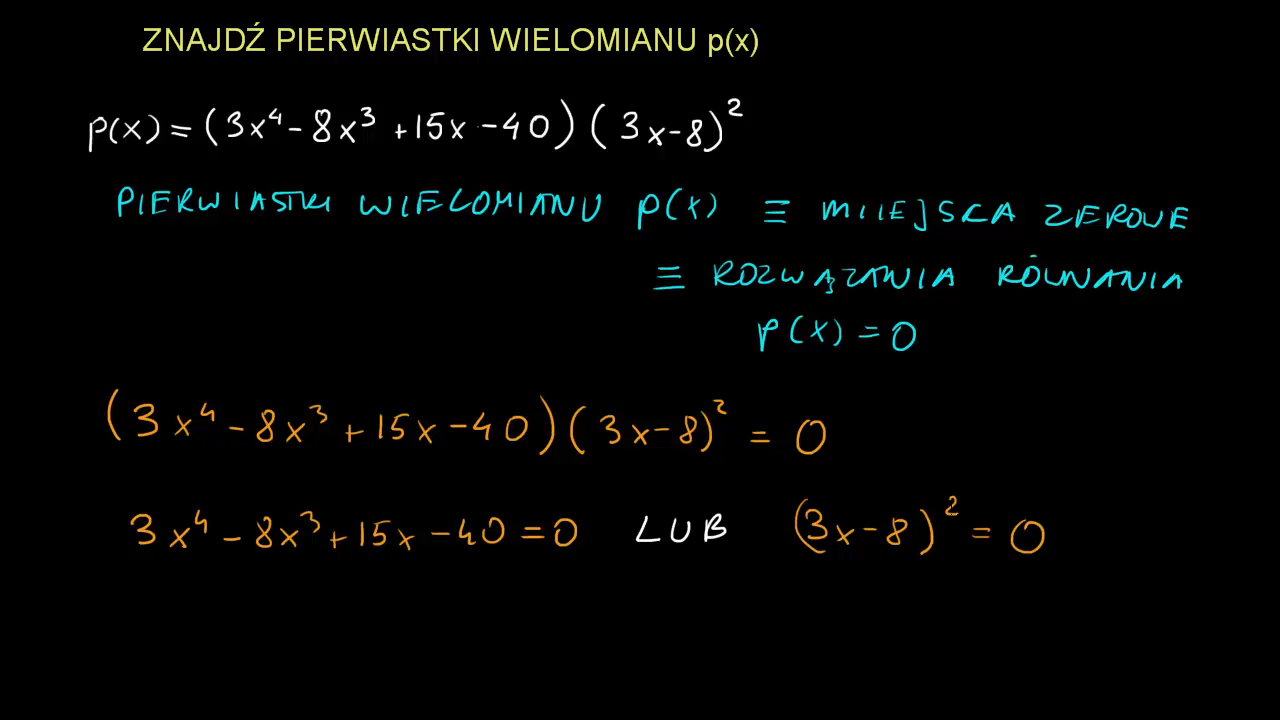 ZNAJDŹ PIERWIASTKI WIELOMIANU p(x)
p(x) = (3x⁴ - 8x³ + 15x - 40)(3x - 8)²
PIERWIASTKI WIELOMIANU p(x) ≡ MIEJSCA ZEROWE
≡ ROZWĄZANIA RÓWNANIA
p(x) = 0
(3x⁴ - 8x³ + 15x - 40)(3x - 8)² = 0
3x⁴ - 8x³ + 15x - 40 = 0 LUB (3x - 8)² = 0